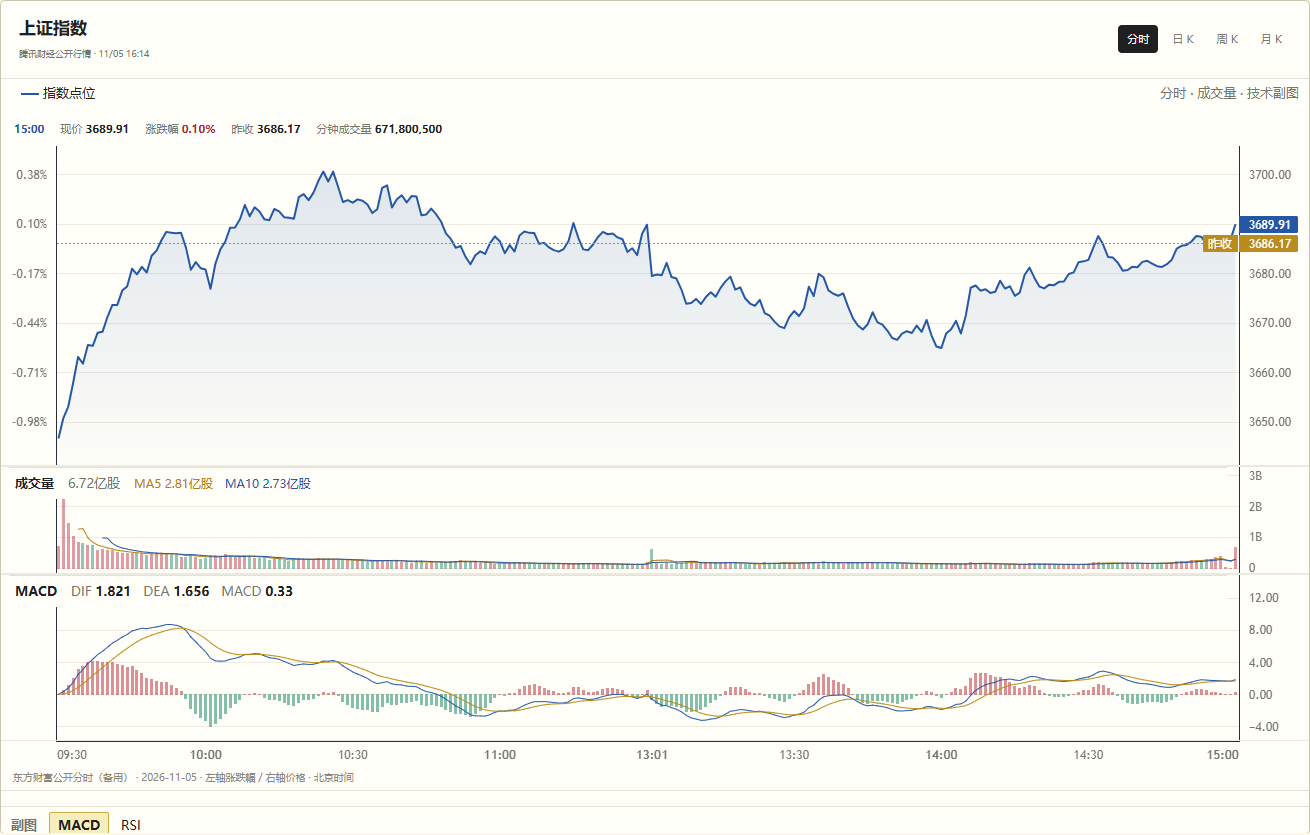 上证指数
腾讯财经公开行情 · 11/05 16:14
分时 日 K 周 K 月 K
指数点位 分时 · 成交量 · 技术副图
15:00 现价 3689.91 涨跌幅 0.10% 昨收 3686.17 分钟成交量 671,800,500
0.38% 3700.00
0.10% 3689.91
昨收 3686.17
-0.17% 3680.00
-0.44% 3670.00
-0.71% 3660.00
-0.98% 3650.00
成交量 6.72亿股 MA5 2.81亿股 MA10 2.73亿股 3B
2B
1B
0
MACD DIF 1.821 DEA 1.656 MACD 0.33 12.00
8.00
4.00
0.00
-4.00
09:30 10:00 10:30 11:00 13:01 13:30 14:00 14:30 15:00
东方财富公开分时（备用） · 2026-11-05 · 左轴涨跌幅 / 右轴价格 · 北京时间
副图 MACD RSI